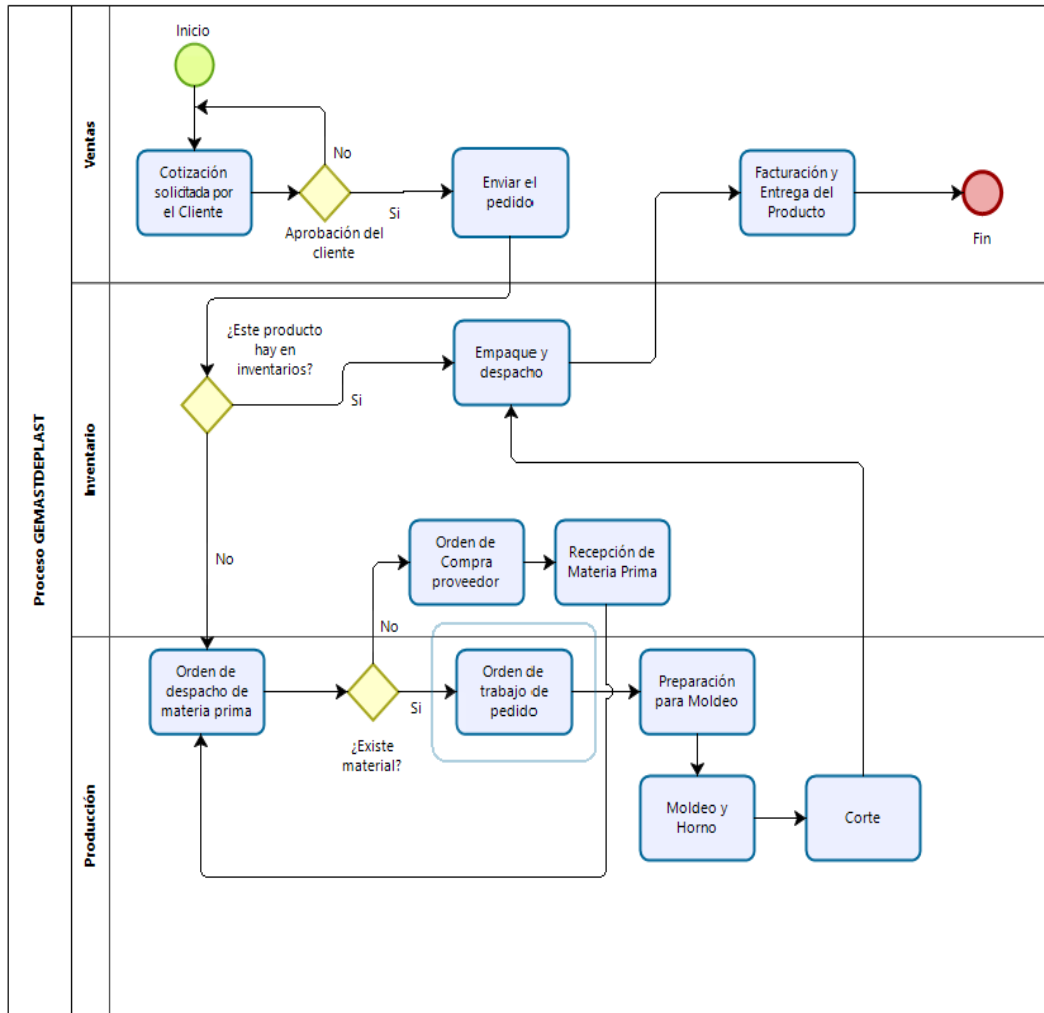 Proceso GEMASTDEPLAST
Ventas
Inicio
Cotización
solicitada por
el Cliente
No
Si
Aprobación del
cliente
Enviar el
pedido
Facturación y
Entrega del
Producto
Fin
Inventario
¿Este producto
hay en
inventarios?
Si
No
Empaque y
despacho
Orden de
Compra
proveedor
Recepción de
Materia Prima
Producción
Orden de
despacho de
materia prima
No
Si
¿Existe
material?
Orden de
trabajo de
pedido
Preparación
para Moldeo
Moldeo y
Horno
Corte